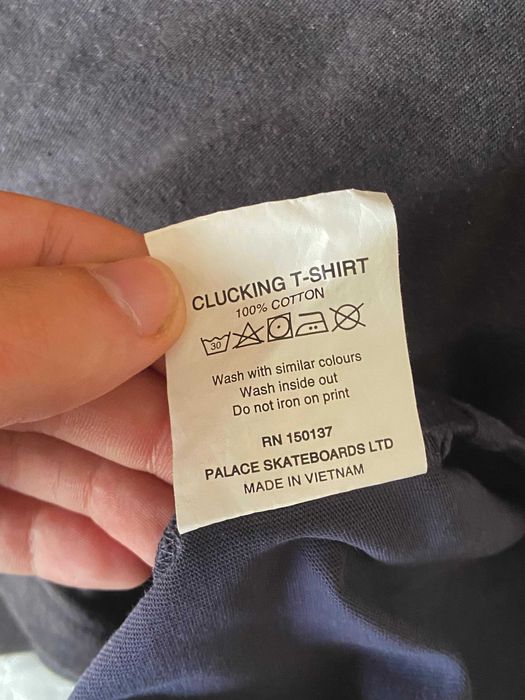 CLUCKING T-SHIRT
100% COTTON
30
Wash with similar colours
Wash inside out
Do not iron on print
RN 150137
PALACE SKATEBOARDS LTD
MADE IN VIETNAM